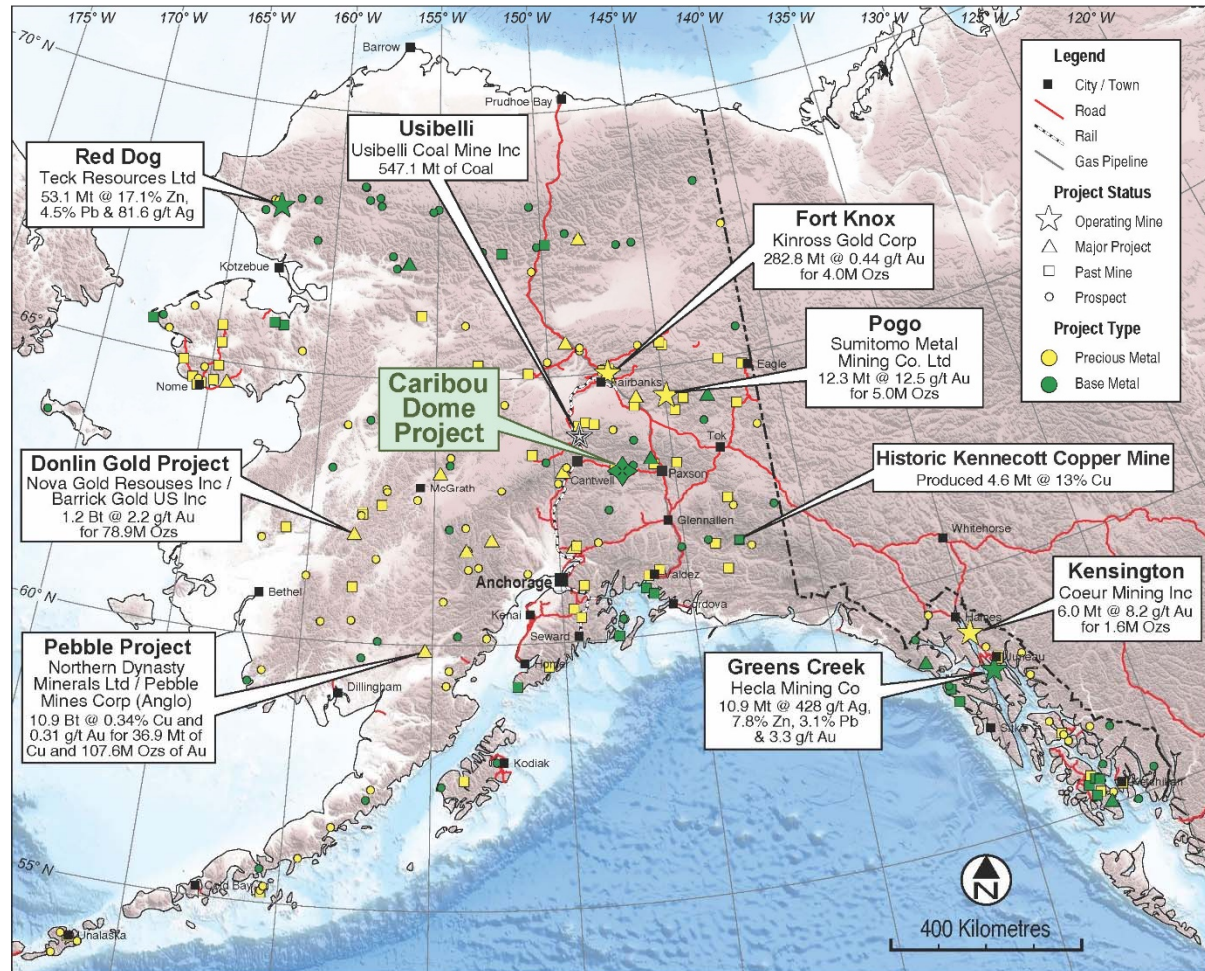 175° W
170° W
165° W
160° W
155° W
150° W
145° W
140° W
135° W
130° W
125° W
120° W
70° N
65° N
60° N
55° N
Barrow
Prudhoe Bay
Usibelli
Usibelli Coal Mine Inc
547.1 Mt of Coal
Red Dog
Teck Resources Ltd
53.1 Mt @ 17.1% Zn,
4.5% Pb & 81.6 g/t Ag
Kotzebue
Fort Knox
Kinross Gold Corp
282.8 Mt @ 0.44 g/t Au
for 4.0M Ozs
Pogo
Sumitomo Metal
Mining Co. Ltd
12.3 Mt @ 12.5 g/t Au
for 5.0M Ozs
Eagle
Fairbanks
Nome
Caribou
Dome
Project
Tok
Cantwell
Paxson
Donlin Gold Project
Nova Gold Resouses Inc /
Barrick Gold US Inc
1.2 Bt @ 2.2 g/t Au
for 78.9M Ozs
McGrath
Historic Kennecott Copper Mine
Produced 4.6 Mt @ 13% Cu
Glennallen
Whitehorse
Anchorage
Valdez
Bethel
Kenai
Cordova
Seward
Homer
Kensington
Coeur Mining Inc
6.0 Mt @ 8.2 g/t Au
for 1.6M Ozs
Haines
Juneau
Pebble Project
Northern Dynasty
Minerals Ltd / Pebble
Mines Corp (Anglo)
10.9 Bt @ 0.34% Cu and
0.31 g/t Au for 36.9 Mt of
Cu and 107.6M Ozs of Au
Dillingham
Greens Creek
Hecla Mining Co
10.9 Mt @ 428 g/t Ag,
7.8% Zn, 3.1% Pb
& 3.3 g/t Au
Sitka
Ketchikan
Kodiak
Cold Bay
Unalaska
N
400 Kilometres
Legend
City / Town
Road
Rail
Gas Pipeline
Project Status
Operating Mine
Major Project
Past Mine
Prospect
Project Type
Precious Metal
Base Metal